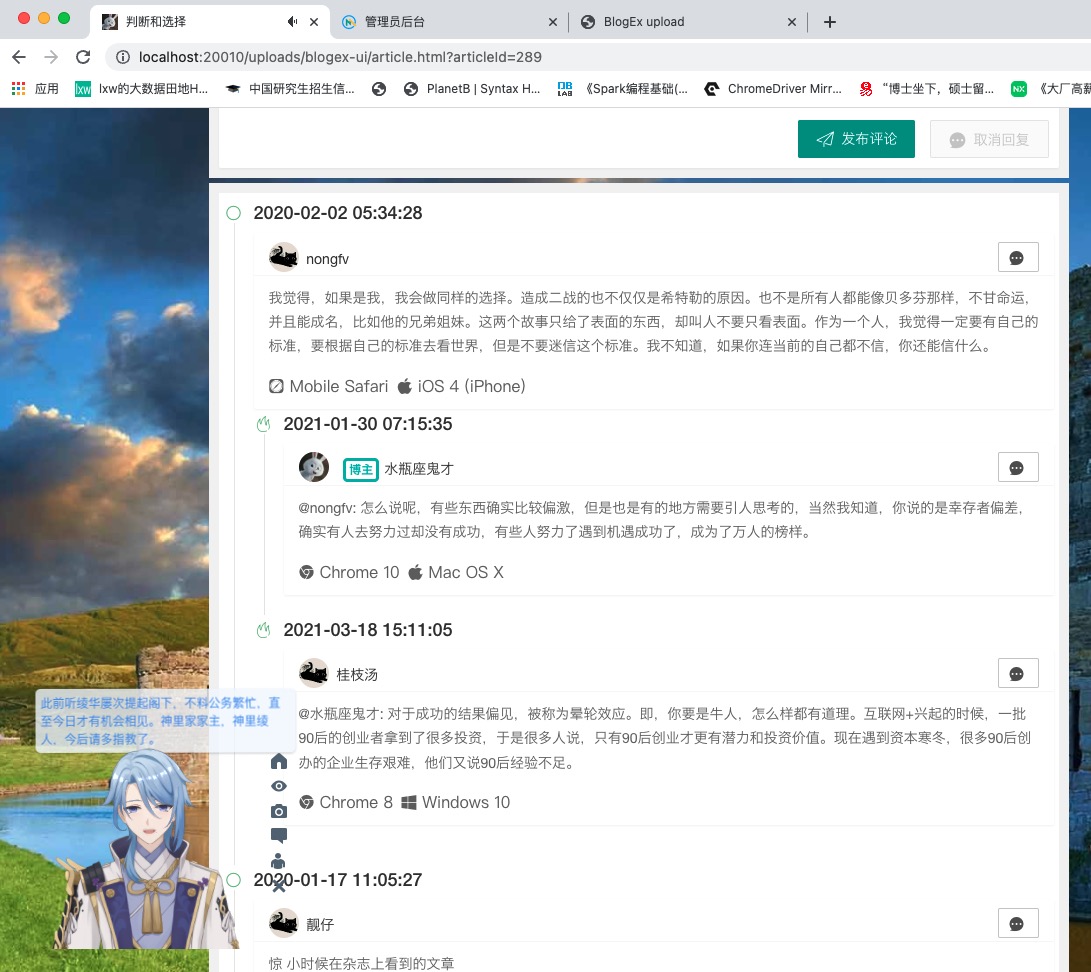 判断和选择
管理员后台
BlogEx upload
localhost:20010/uploads/blogex-ui/article.html?articleId=289
应用
lxw的大数据田地H...
中国研究生招生信...
PlanetB | Syntax H...
《Spark编程基础(...
ChromeDriver Mirr...
“博士坐下，硕士留...
《大厂高薪
发布评论
取消回复
2020-02-02 05:34:28
nongfv
我觉得，如果是我，我会做同样的选择。造成二战的也不仅仅是希特勒的原因。也不是所有人都能像贝多芬那样，不甘命运，
并且能成名，比如他的兄弟姐妹。这两个故事只给了表面的东西，却叫人不要只看表面。作为一个人，我觉得一定要有自己的
标准，要根据自己的标准去看世界，但是不要迷信这个标准。我不知道，如果你连当前的自己都不信，你还能信什么。
Mobile Safari iOS 4 (iPhone)
2021-01-30 07:15:35
博主 水瓶座鬼才
@nongfv: 怎么说呢，有些东西确实比较偏激，但是也是有的地方需要引人思考的，当然我知道，你说的是幸存者偏差，
确实有人去努力过却没有成功，有些人努力了遇到机遇成功了，成为了万人的榜样。
Chrome 10 Mac OS X
2021-03-18 15:11:05
桂枝汤
@水瓶座鬼才: 对于成功的结果偏见，被称为晕轮效应。即，你要是牛人，怎么样都有道理。互联网+兴起的时候，一批
90后的创业者拿到了很多投资，于是很多人说，只有90后创业才更有潜力和投资价值。现在遇到资本寒冬，很多90后创
办的企业生存艰难，他们又说90后经验不足。
Chrome 8 Windows 10
此前听绫华屡次提起阁下，不料公务繁忙，直
至今日才有机会相见。神里家家主，神里绫
人，今后请多指教了。
2020-01-17 11:05:27
靓仔
惊 小时候在杂志上看到的文章